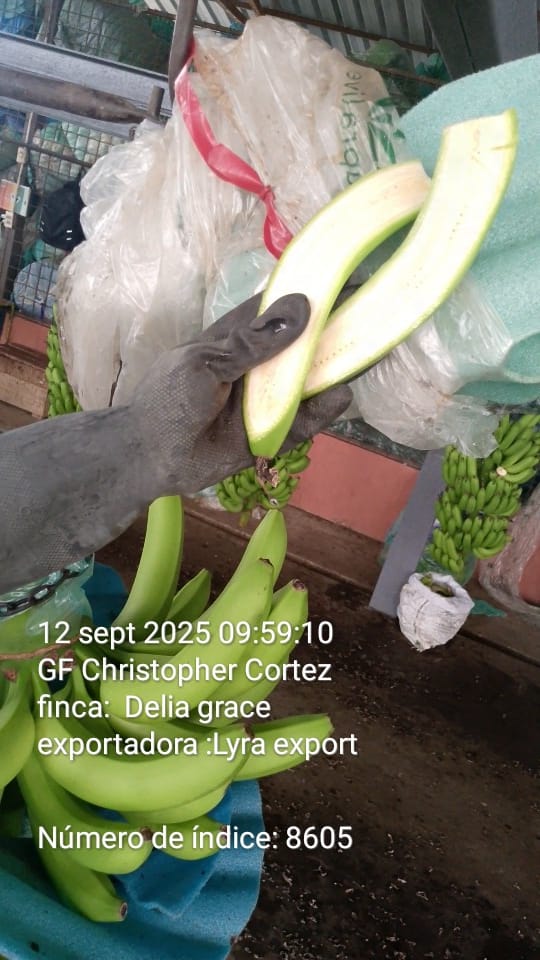 12 sept 2025 09:59:10
GF Christopher Cortez
finca:  Delia grace
exportadora :Lyra export
Número de índice: 8605